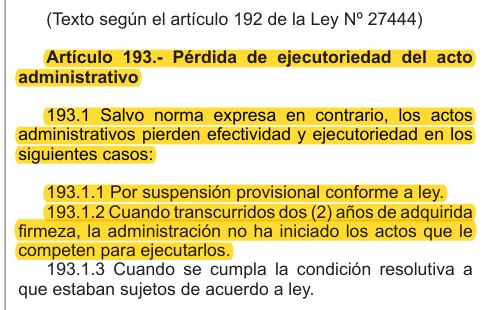 (Texto según el artículo 192 de la Ley Nº 27444)
Artículo 193.- Pérdida de ejecutoriedad del acto
administrativo
193.1 Salvo norma expresa en contrario, los actos
administrativos pierden efectividad y ejecutoriedad en los
siguientes casos:
193.1.1 Por suspensión provisional conforme a ley.
193.1.2 Cuando transcurridos dos (2) años de adquirida
firmeza, la administración no ha iniciado los actos que le
competen para ejecutarlos.
193.1.3 Cuando se cumpla la condición resolutiva a
que estaban sujetos de acuerdo a ley.